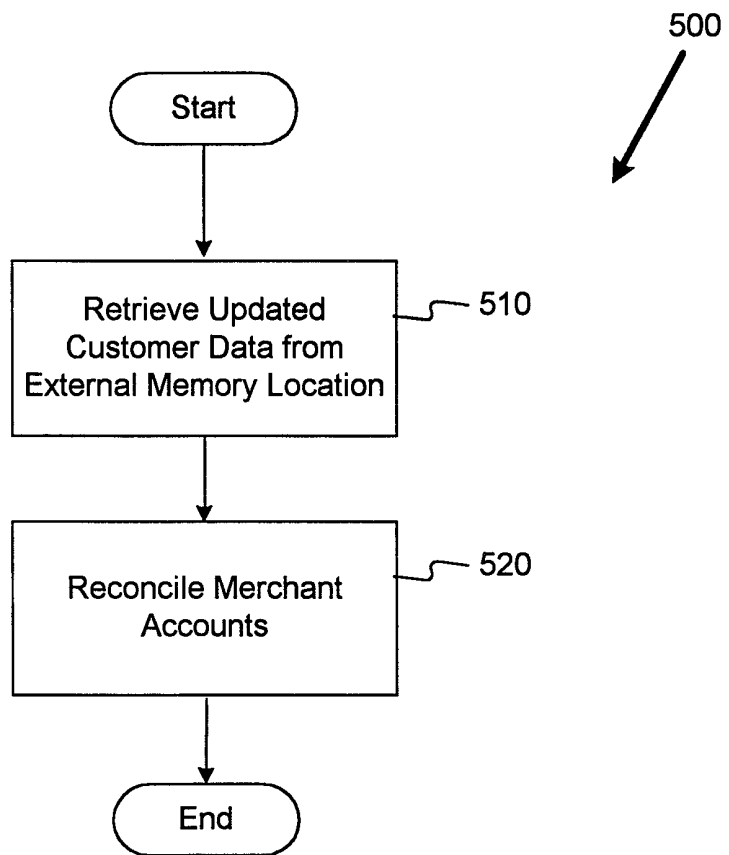 500
Start
Retrieve Updated
Customer Data from
External Memory Location
510
Reconcile Merchant
Accounts
520
End